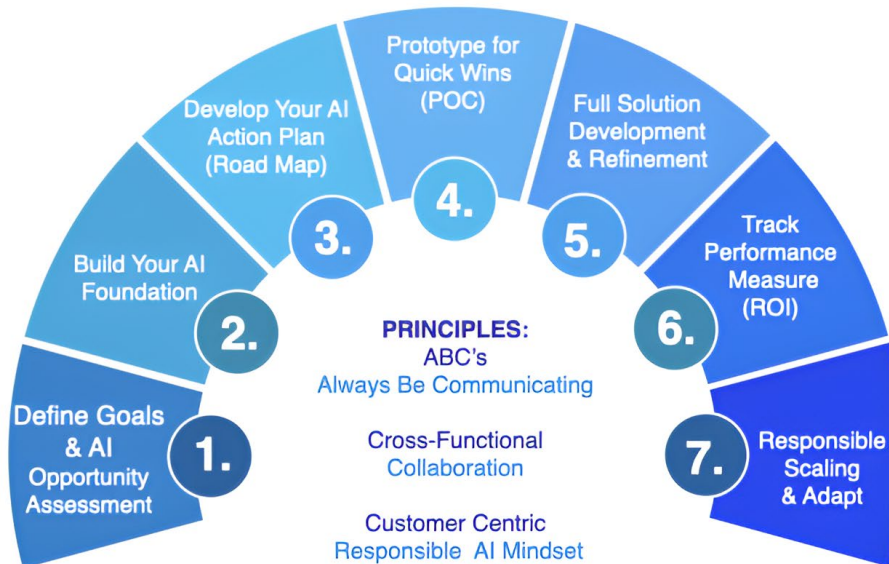 1.
Define Goals
& AI
Opportunity
Assessment
2.
Build Your AI
Foundation
3.
Develop Your AI
Action Plan
(Road Map)
4.
Prototype for
Quick Wins
(POC)
5.
Full Solution
Development
& Refinement
6.
Track
Performance
Measure
(ROI)
7.
Responsible
Scaling
& Adapt
PRINCIPLES:
ABC's
Always Be Communicating
Cross-Functional
Collaboration
Customer Centric
Responsible AI Mindset